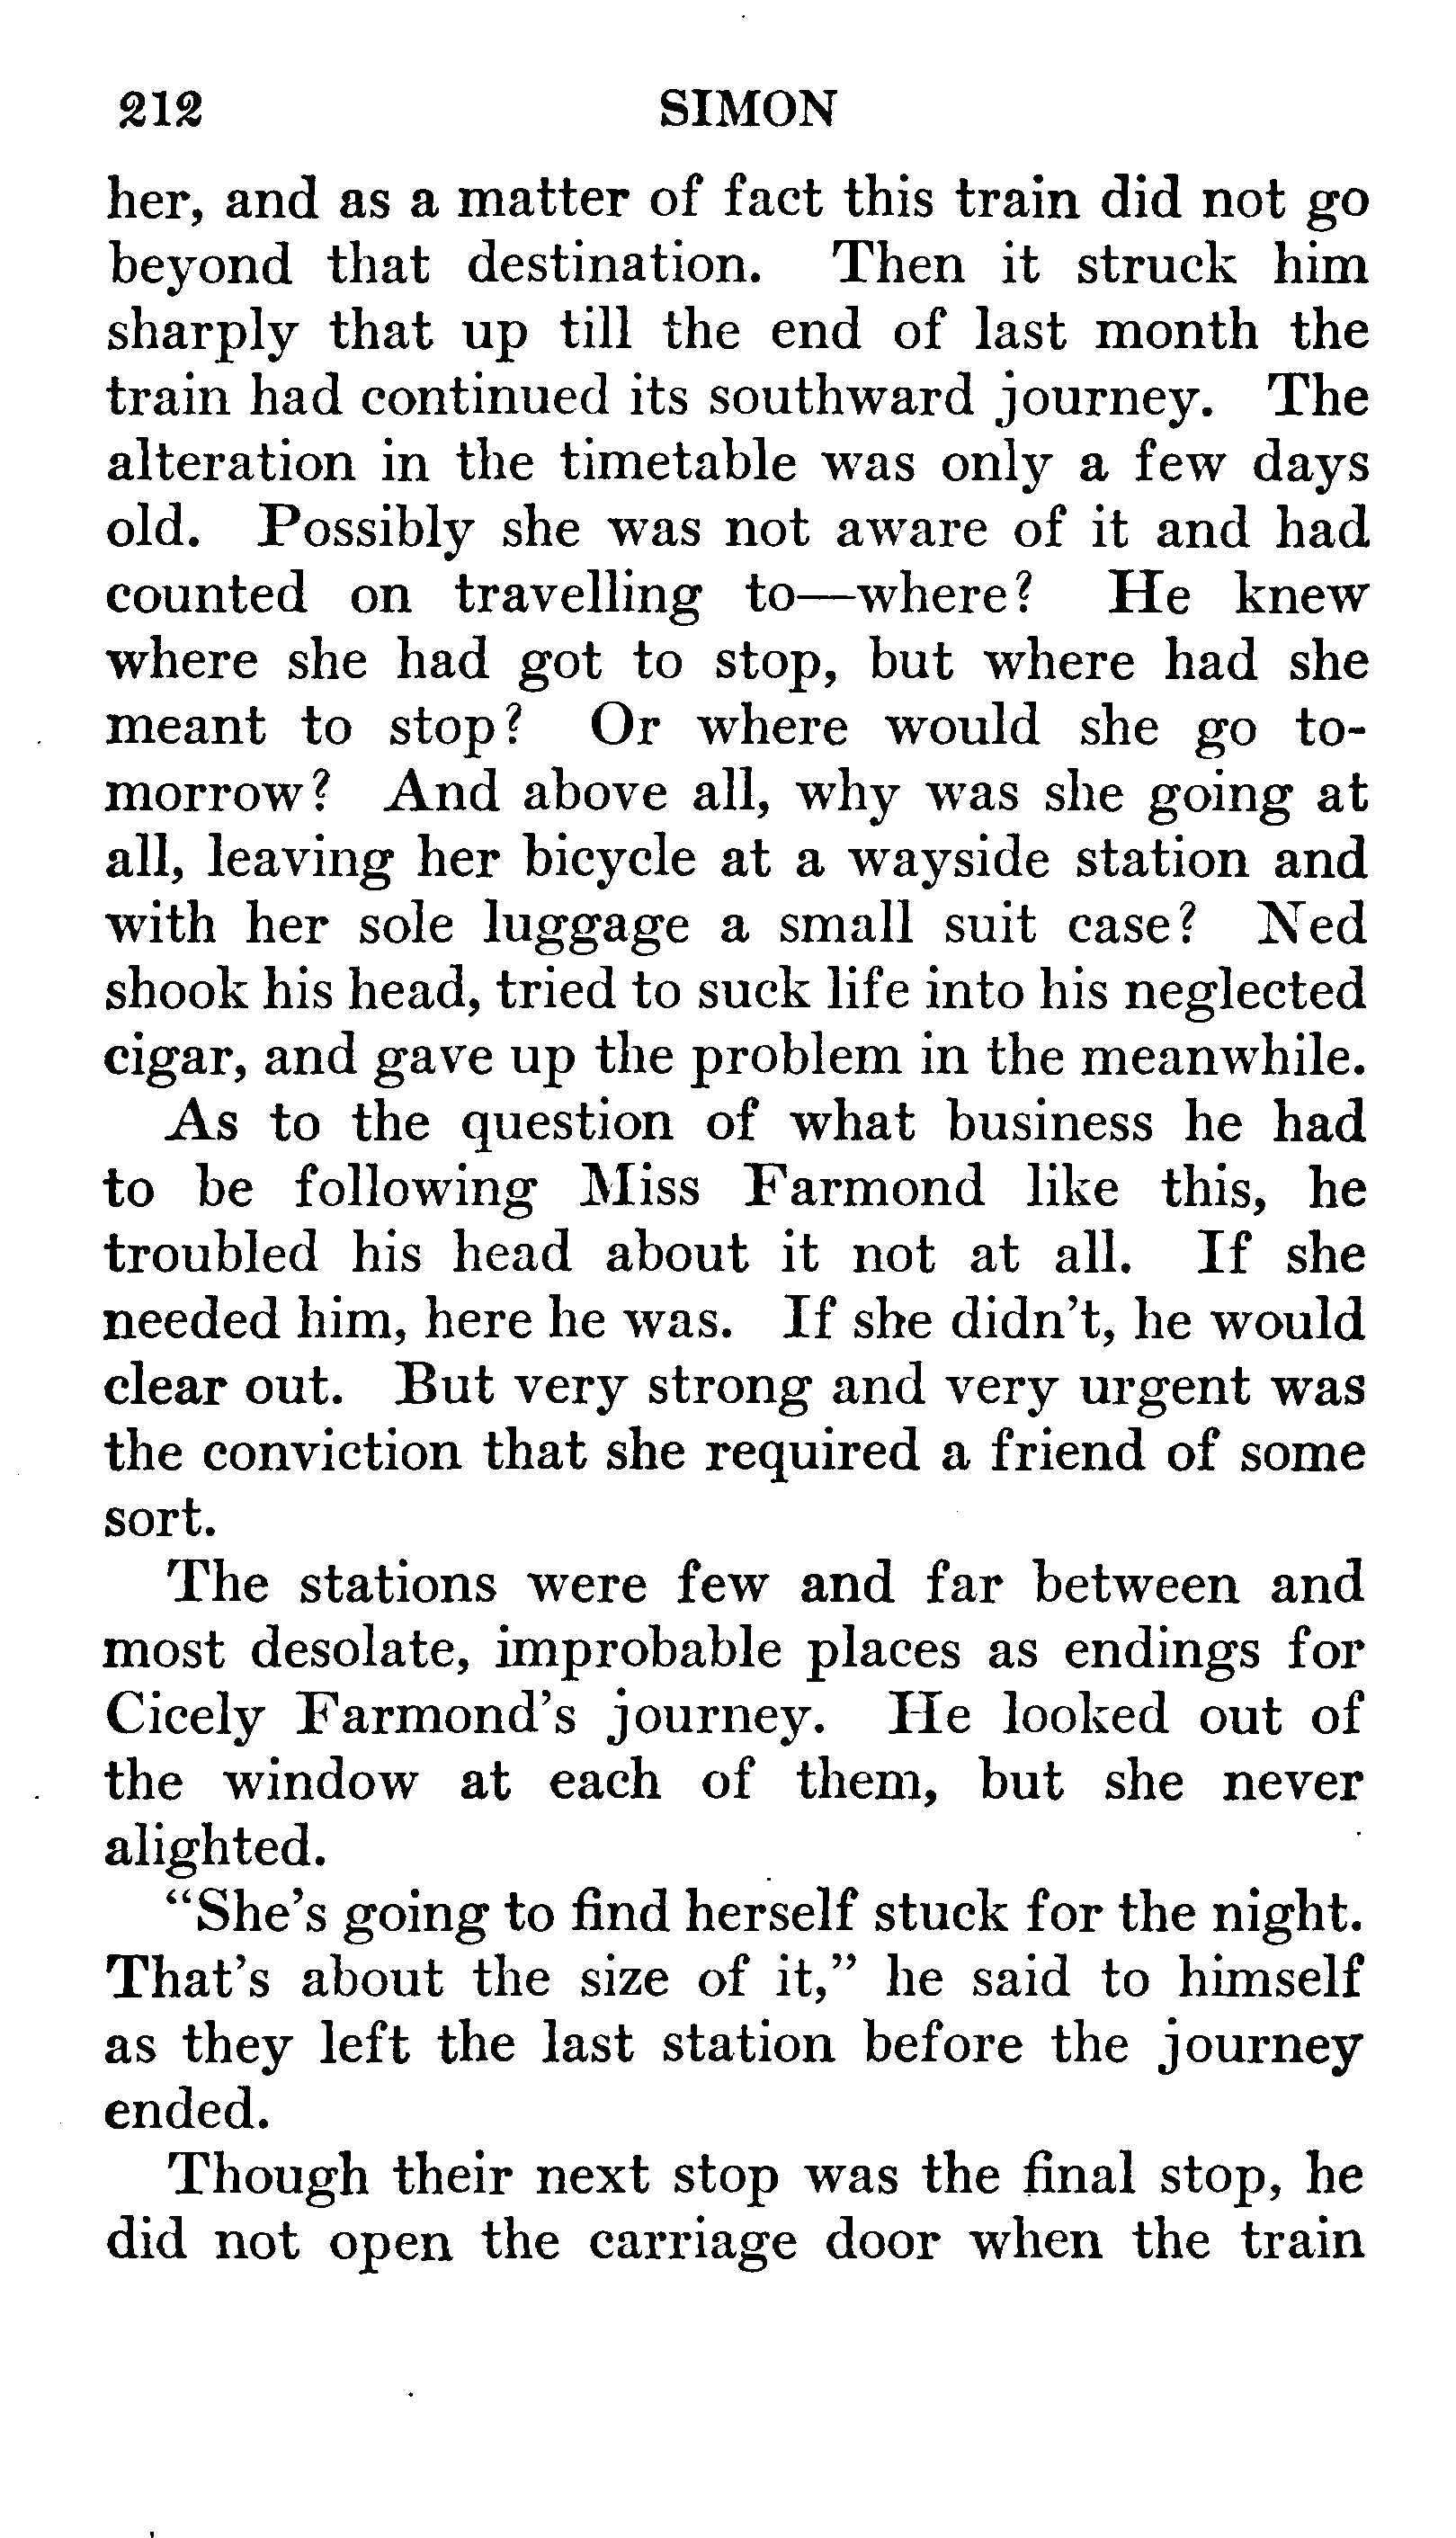 212 SIMON
her, and as a matter of fact this train did not go
beyond that destination. Then it struck him
sharply that up till the end of last month the
train had continued its southward journey. The
alteration in the timetable was only a few days
old. Possibly she was not aware of it and had
counted on travelling to—where? He knew
where she had got to stop, but where had she
meant to stop? Or where would she go to-
morrow? And above all, why was she going at
all, leaving her bicycle at a wayside station and
with her sole luggage a small suit case? Ned
shook his head, tried to suck life into his neglected
cigar, and gave up the problem in the meanwhile.
As to the question of what business he had
to be following Miss Farmond like this, he
troubled his head about it not at all. If she
needed him, here he was. If she didn't, he would
clear out. But very strong and very urgent was
the conviction that she required a friend of some
sort.
The stations were few and far between and
most desolate, improbable places as endings for
Cicely Farmond's journey. He looked out of
the window at each of them, but she never
alighted.
“She's going to find herself stuck for the night.
That's about the size of it,” he said to himself
as they left the last station before the journey
ended.
Though their next stop was the final stop, he
did not open the carriage door when the train